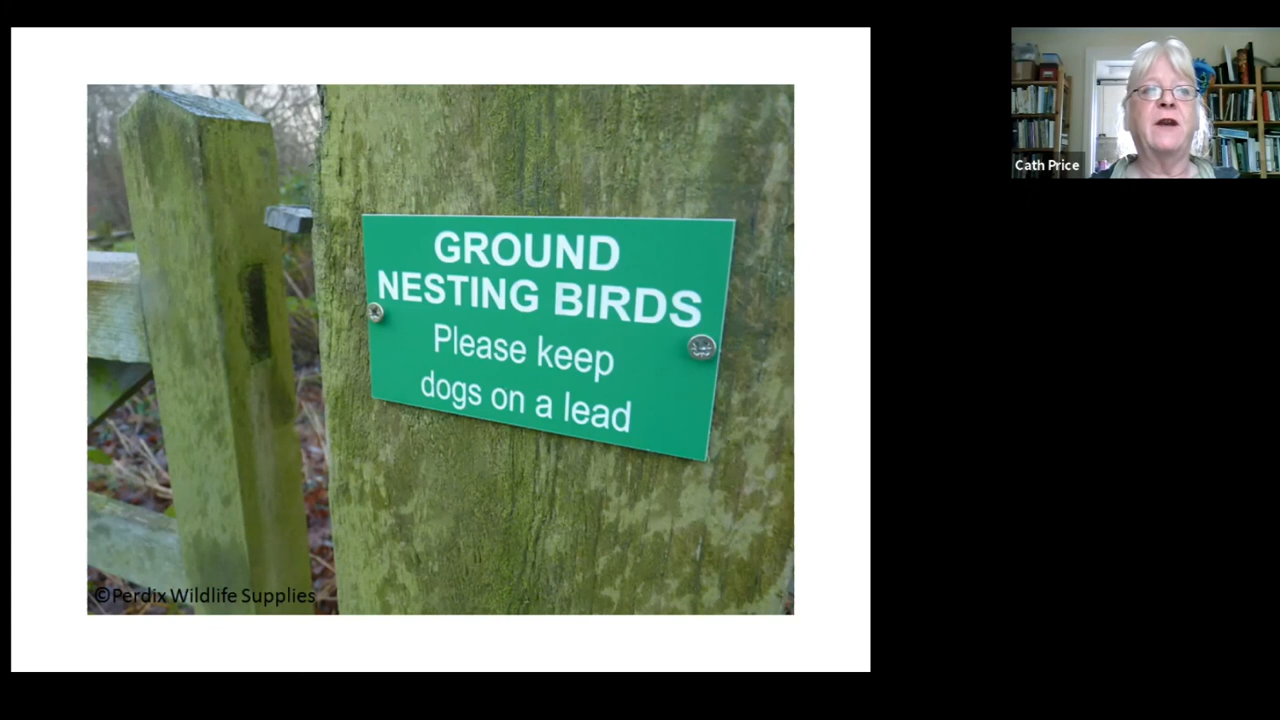 GROUND
NESTING BIRDS
Please keep
dogs on a lead
©Perdix Wildlife Supplies
Cath Price